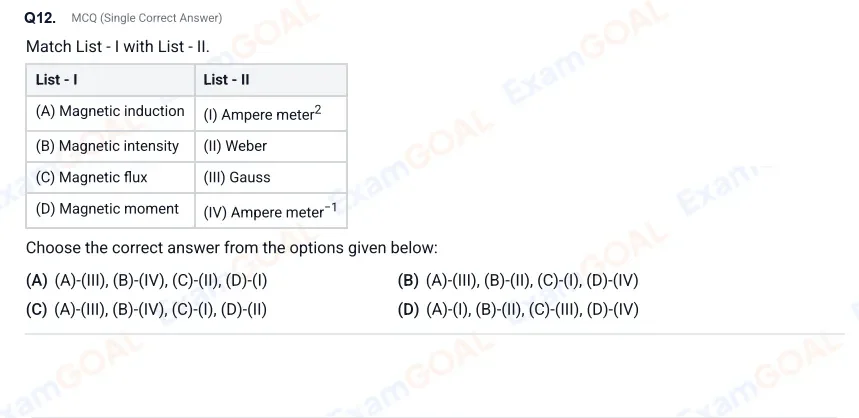 Q12. MCQ (Single Correct Answer)
Match List - I with List - II.
List - I List - II
(A) Magnetic induction (I) Ampere meter²
(B) Magnetic intensity (II) Weber
(C) Magnetic flux (III) Gauss
(D) Magnetic moment (IV) Ampere meter⁻¹
Choose the correct answer from the options given below:
(A) (A)-(III), (B)-(IV), (C)-(II), (D)-(I) (B) (A)-(III), (B)-(II), (C)-(I), (D)-(IV)
(C) (A)-(III), (B)-(IV), (C)-(I), (D)-(II) (D) (A)-(I), (B)-(II), (C)-(III), (D)-(IV)
ExamGOAL